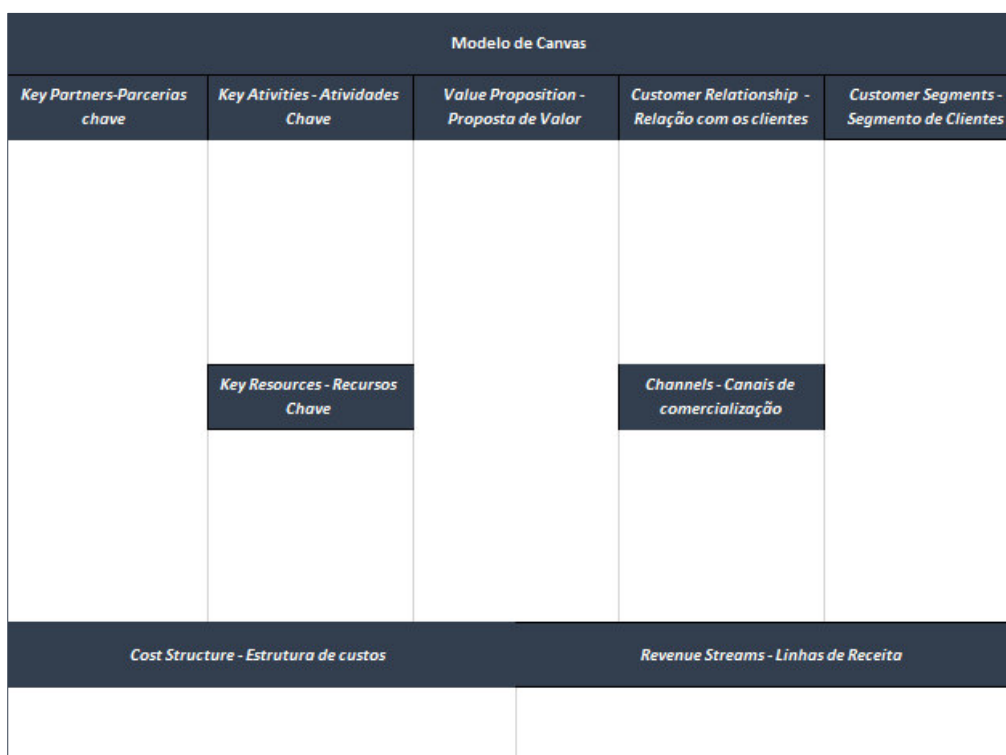 Modelo de Canvas
Key Partners-Parcerias
chave
Key Ativities - Atividades
Chave
Value Proposition -
Proposta de Valor
Customer Relationship -
Relação com os clientes
Customer Segments -
Segmento de Clientes
Key Resources - Recursos
Chave
Channels - Canais de
comercialização
Cost Structure - Estrutura de custos
Revenue Streams - Linhas de Receita